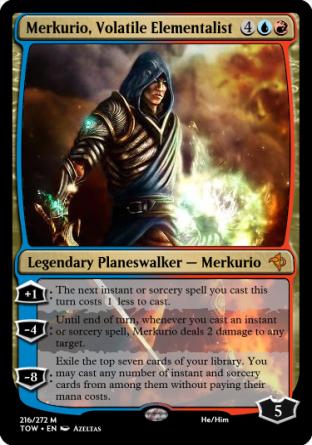 Merkurio, Volatile Elementalist 4
Legendary Planeswalker — Merkurio
+1: The next instant or sorcery spell you cast this
turn costs 1 less to cast.
-4: Until end of turn, whenever you cast an instant
or sorcery spell, Merkurio deals 2 damage to any
target.
-8: Exile the top seven cards of your library. You
may cast any number of instant and sorcery
cards from among them without paying their
mana costs.
5
216/272 M
TOW • EN AZELTAS
He/Him